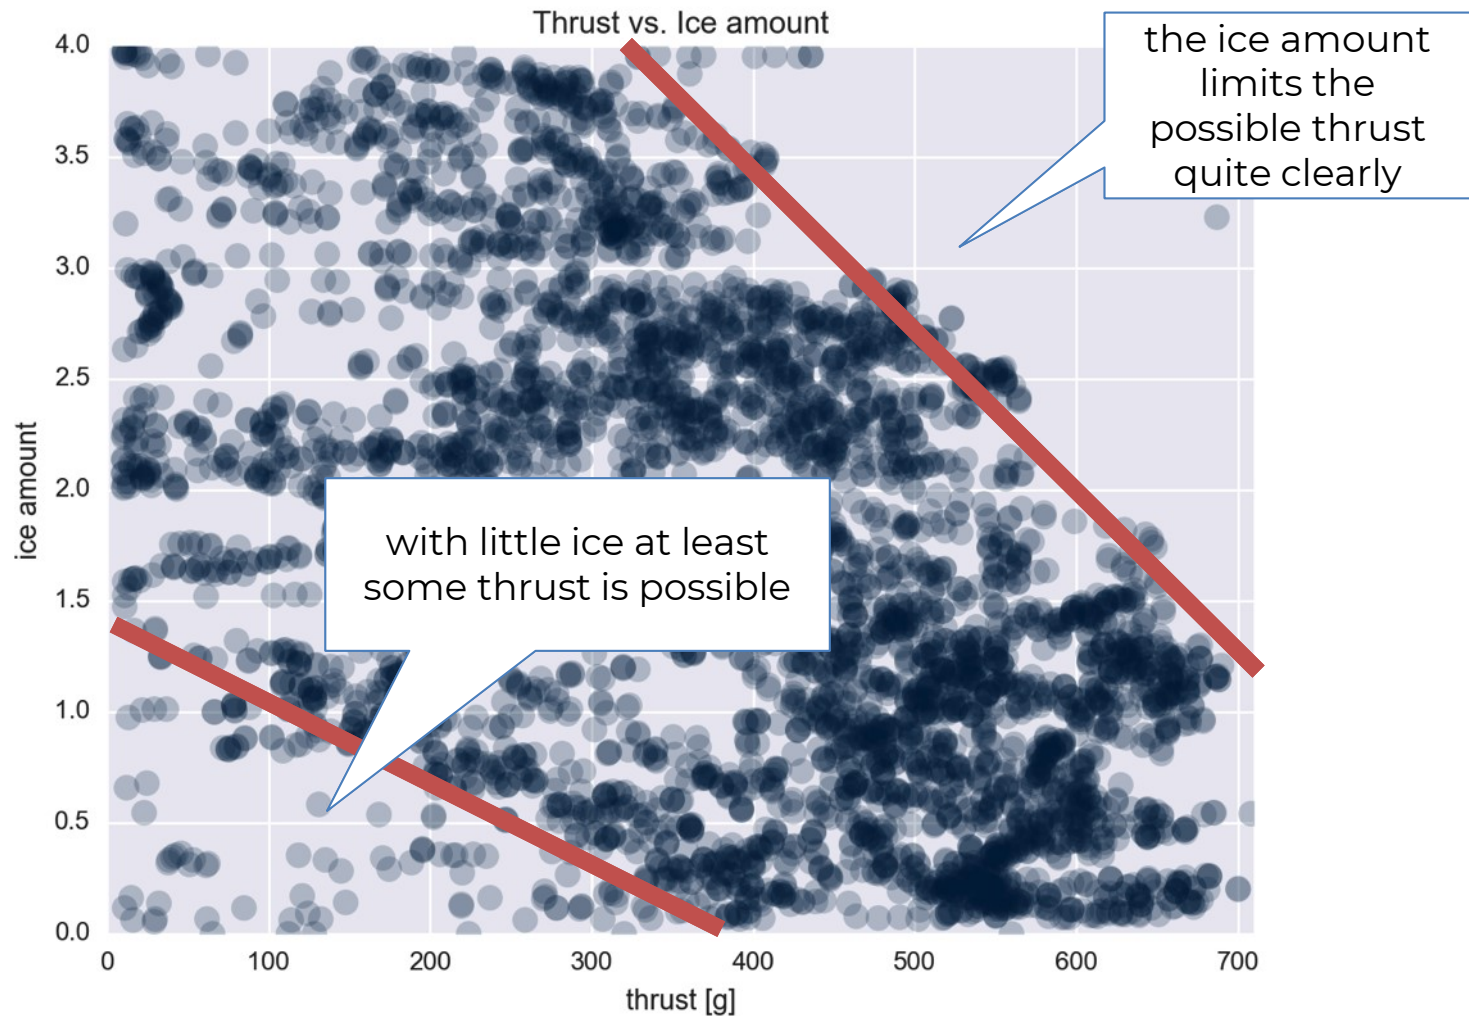 Thrust vs. Ice amount
the ice amount
limits the
possible thrust
quite clearly
with little ice at least
some thrust is possible
ice amount
4.0
3.5
3.0
2.5
2.0
1.5
1.0
0.5
0.0
0 100 200 300 400 500 600 700
thrust [g]